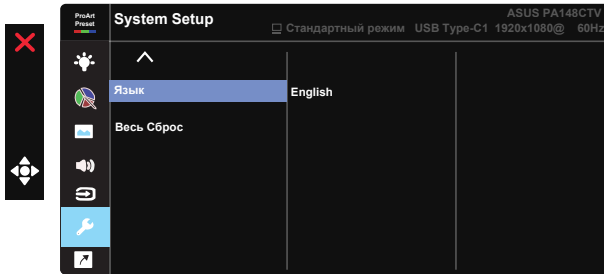 ProArt
Preset
System Setup
ASUS PA148CTV
Стандартный режим USB Type-C1 1920x1080@ 60Hz
Язык
English
Весь Сброс